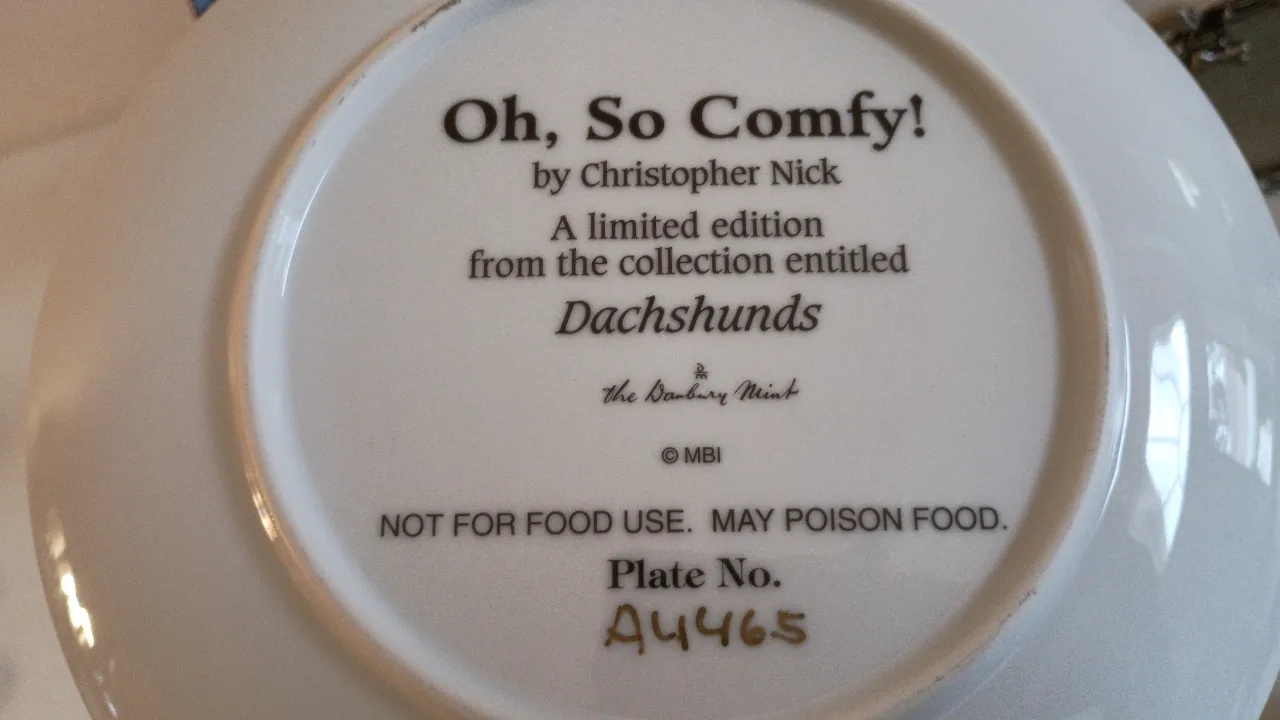 Oh, So Comfy!
by Christopher Nick
A limited edition
from the collection entitled
Dachshunds
DM
the Danbury Mint
© MBI
NOT FOR FOOD USE. MAY POISON FOOD.
Plate No.
A4465